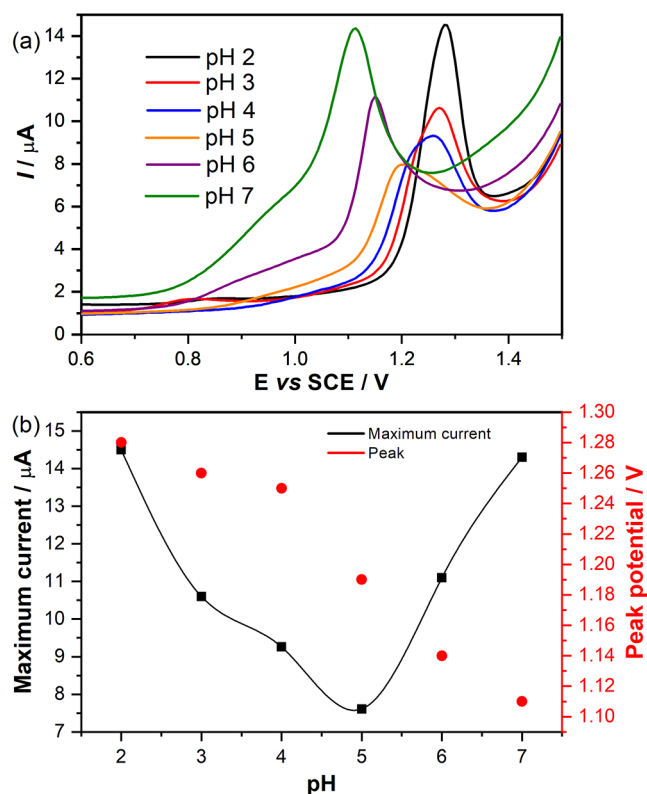 (a)
14
12
10
8
6
4
2
0
I / μA
pH 2
pH 3
pH 4
pH 5
pH 6
pH 7
0.6 0.8 1.0 1.2 1.4
E vs SCE / V
(b)
15
14
13
12
11
10
9
8
7
Maximum current / μA
Maximum current
Peak
1.30
1.28
1.26
1.24
1.22
1.20
1.18
1.16
1.14
1.12
1.10
Peak potential / V
2 3 4 5 6 7
pH